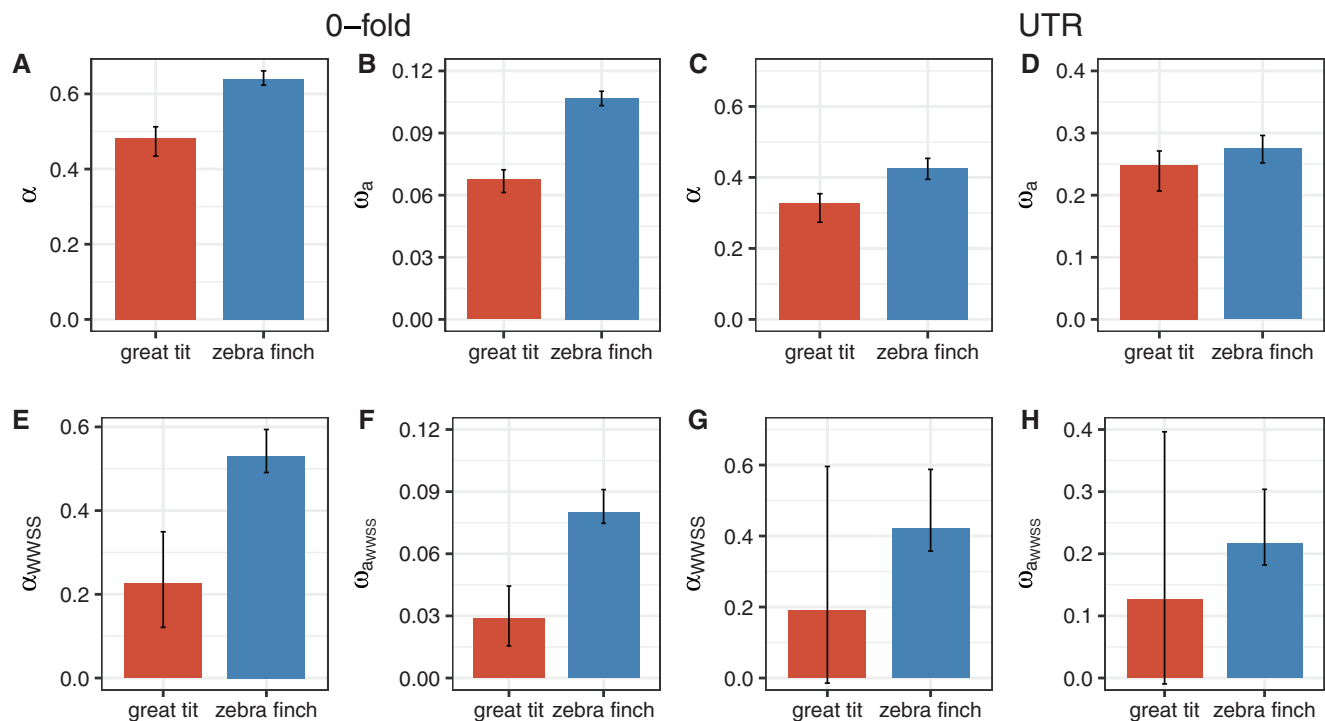 0–fold
UTR
A
α
0.6
0.4
0.2
0.0
great tit zebra finch
B
ωa
0.12
0.09
0.06
0.03
0.00
great tit zebra finch
C
α
0.6
0.4
0.2
0.0
great tit zebra finch
D
ωa
0.4
0.3
0.2
0.1
0.0
great tit zebra finch
E
αWWSS
0.6
0.4
0.2
0.0
great tit zebra finch
F
ωaWWSS
0.12
0.09
0.06
0.03
0.00
great tit zebra finch
G
αWWSS
0.6
0.4
0.2
0.0
great tit zebra finch
H
ωaWWSS
0.4
0.3
0.2
0.1
0.0
great tit zebra finch